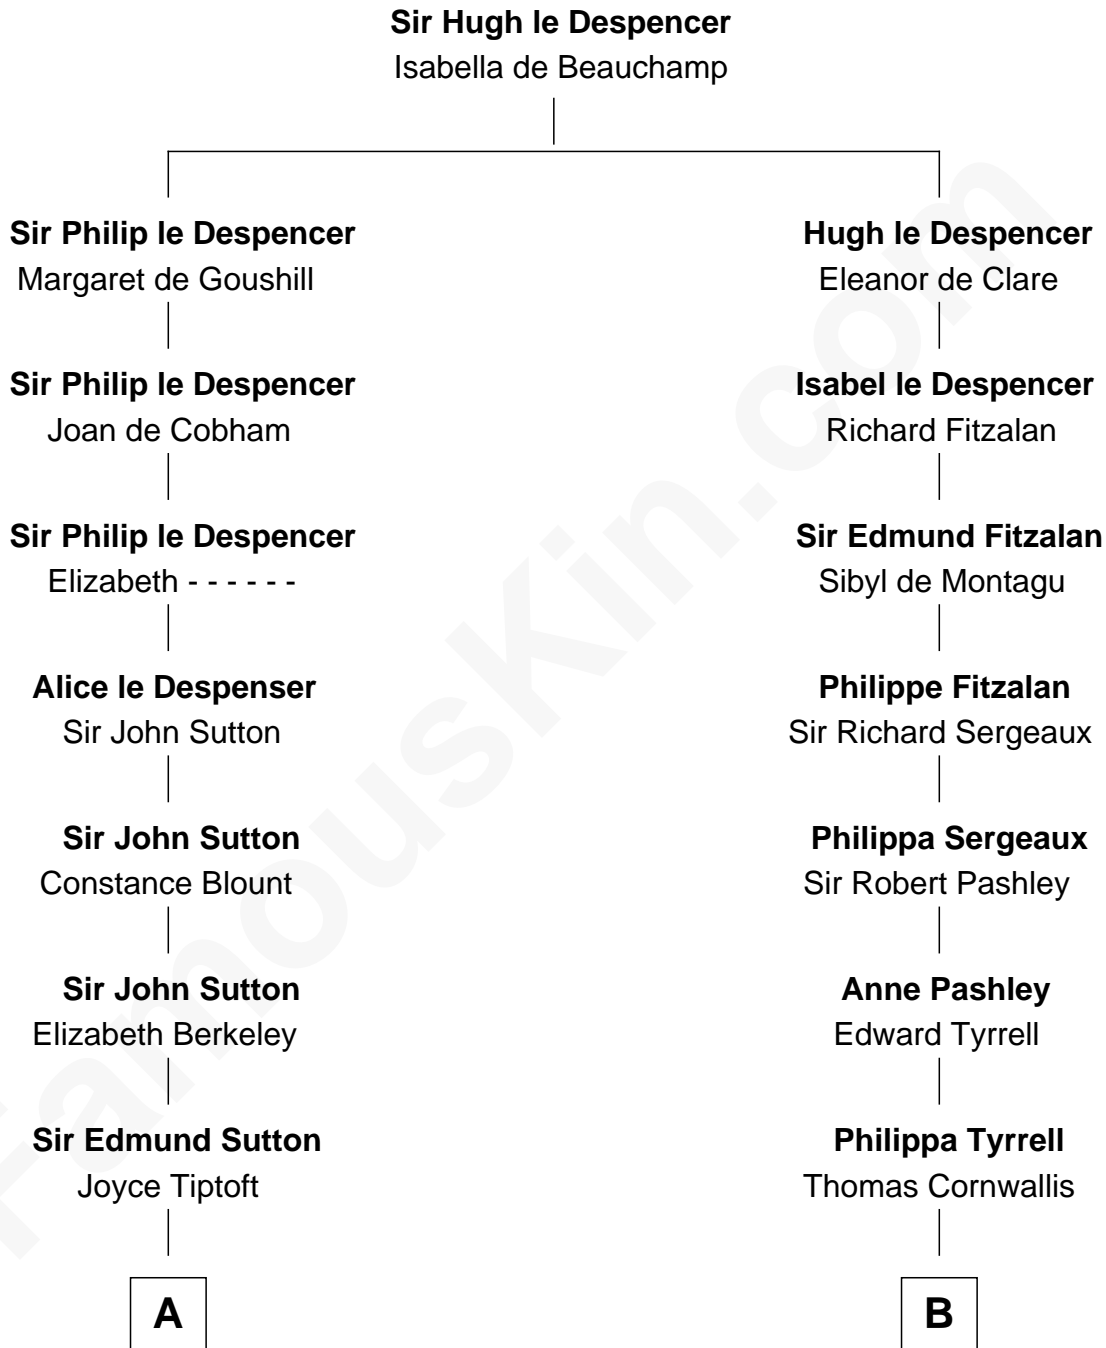 Sir Hugh le Despencer
Isabella de Beauchamp
Sir Philip le Despencer
Margaret de Goushill
Hugh le Despencer
Eleanor de Clare
Sir Philip le Despencer
Joan de Cobham
Isabel le Despencer
Richard Fitzalan
Sir Philip le Despencer
Elizabeth - - - - - -
Sir Edmund Fitzalan
Sibyl de Montagu
Alice le Despenser
Sir John Sutton
Philippe Fitzalan
Sir Richard Sergeaux
Sir John Sutton
Constance Blount
Philippa Sergeaux
Sir Robert Pashley
Sir John Sutton
Elizabeth Berkeley
Anne Pashley
Edward Tyrrell
Sir Edmund Sutton
Joyce Tiptoft
Philippa Tyrrell
Thomas Cornwallis
A
B
FamousKin.com